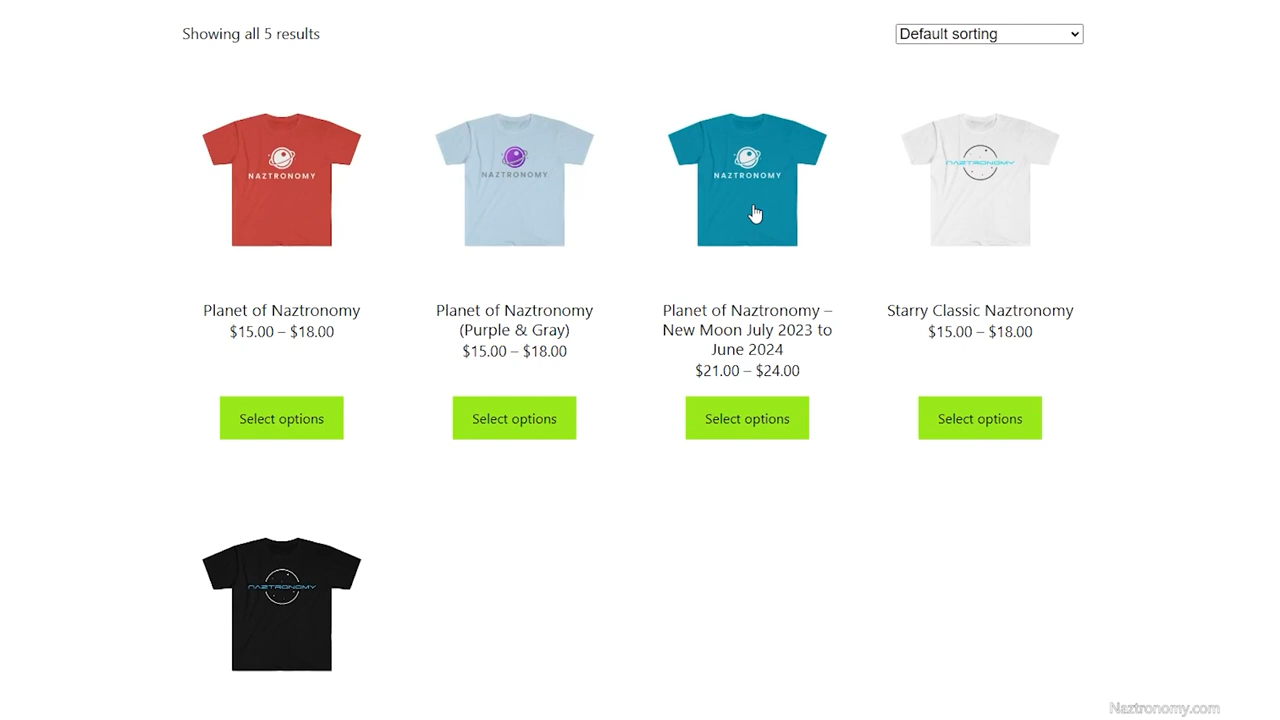 Showing all 5 results
Default sorting
NAZTRONOMY
NAZTRONOMY
NAZTRONOMY
NAZTRONOMY
Planet of Naztronomy
$15.00 – $18.00
Select options
Planet of Naztronomy
(Purple & Gray)
$15.00 – $18.00
Select options
Planet of Naztronomy –
New Moon July 2023 to
June 2024
$21.00 – $24.00
Select options
Starry Classic Naztronomy
$15.00 – $18.00
Select options
NAZTRONOMY
Naztronomy.com